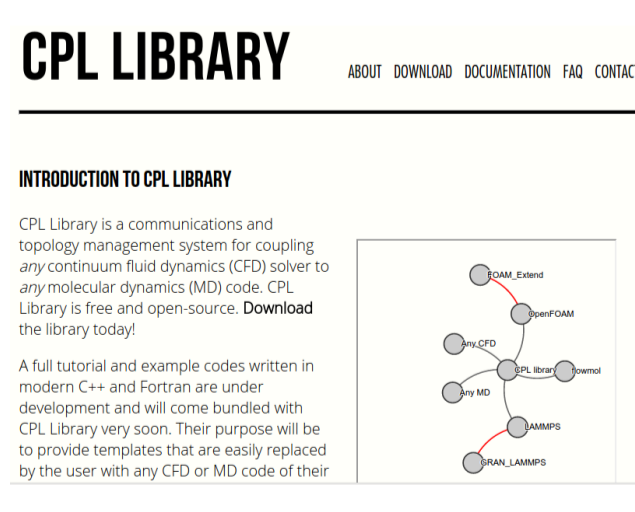 CPL LIBRARY
ABOUT DOWNLOAD DOCUMENTATION FAQ CONTACT
INTRODUCTION TO CPL LIBRARY
CPL Library is a communications and
topology management system for coupling
any continuum fluid dynamics (CFD) solver to
any molecular dynamics (MD) code. CPL
Library is free and open-source. Download
the library today!
A full tutorial and example codes written in
modern C++ and Fortran are under
development and will come bundled with
CPL Library very soon. Their purpose will be
to provide templates that are easily replaced
by the user with any CFD or MD code of their
FOAM_Extend
OpenFOAM
Any CFD
CPL library
flowmol
Any MD
LAMMPS
GRAN_LAMMPS